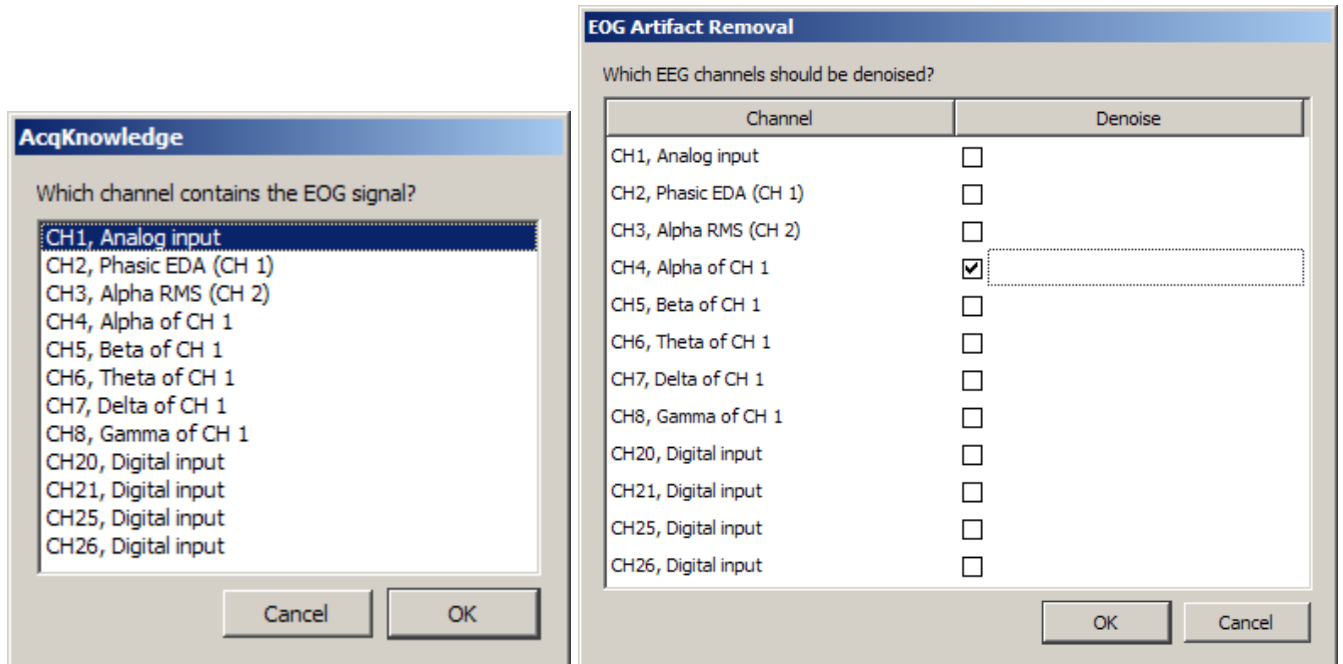 AcqKnowledge
Which channel contains the EOG signal?
CH1, Analog input
CH2, Phasic EDA (CH 1)
CH3, Alpha RMS (CH 2)
CH4, Alpha of CH 1
CH5, Beta of CH 1
CH6, Theta of CH 1
CH7, Delta of CH 1
CH8, Gamma of CH 1
CH20, Digital input
CH21, Digital input
CH25, Digital input
CH26, Digital input
Cancel OK
EOG Artifact Removal
Which EEG channels should be denoised?
Channel Denoise
CH1, Analog input
CH2, Phasic EDA (CH 1)
CH3, Alpha RMS (CH 2)
CH4, Alpha of CH 1
CH5, Beta of CH 1
CH6, Theta of CH 1
CH7, Delta of CH 1
CH8, Gamma of CH 1
CH20, Digital input
CH21, Digital input
CH25, Digital input
CH26, Digital input
OK Cancel